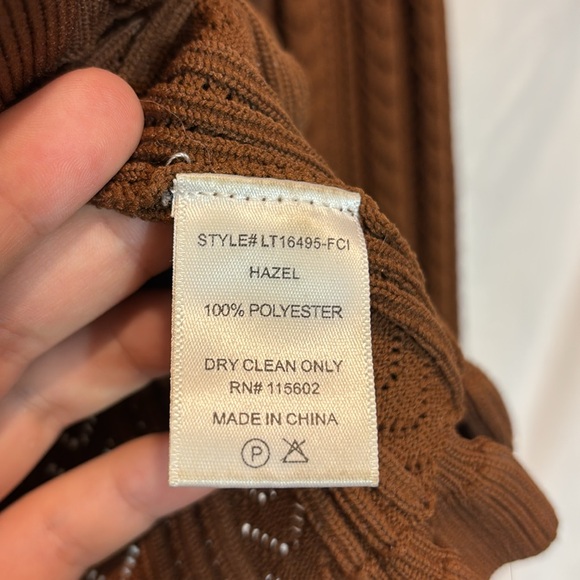 STYLE# LT16495-FCI
HAZEL
100% POLYESTER
DRY CLEAN ONLY
RN# 115602
MADE IN CHINA
P